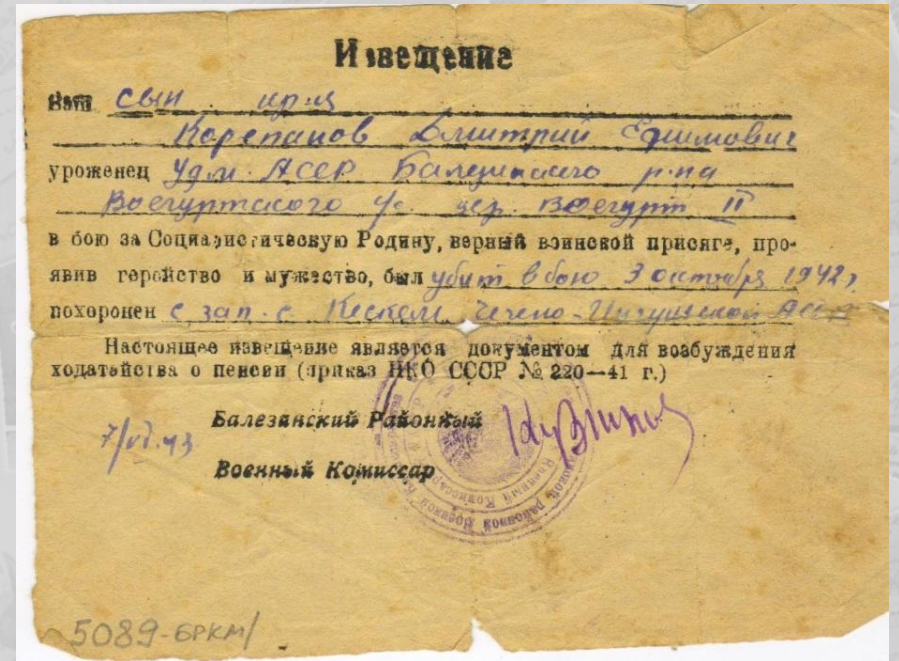 Извещение
Ваш сын кр-ц
Корепанов Дмитрий Ефимович
уроженец Удм. АССР Балезинского р-на
Воегуртского с/с. дер. Воегурт II
в бою за Социалистическую Родину, верный воинской присяге, про-
явив геройство и мужество, был убит в бою 3 октября 1942 г.
похоронен с зап. с. Кескем Чечено-Ингушской АССР
Настоящее извещение является документом для возбуждения
ходатайства о пенсии (приказ НКО СССР № 220—41 г.)
Балезинский Районный
7/VI.43
Военный Комиссар
5089-БРКМ/